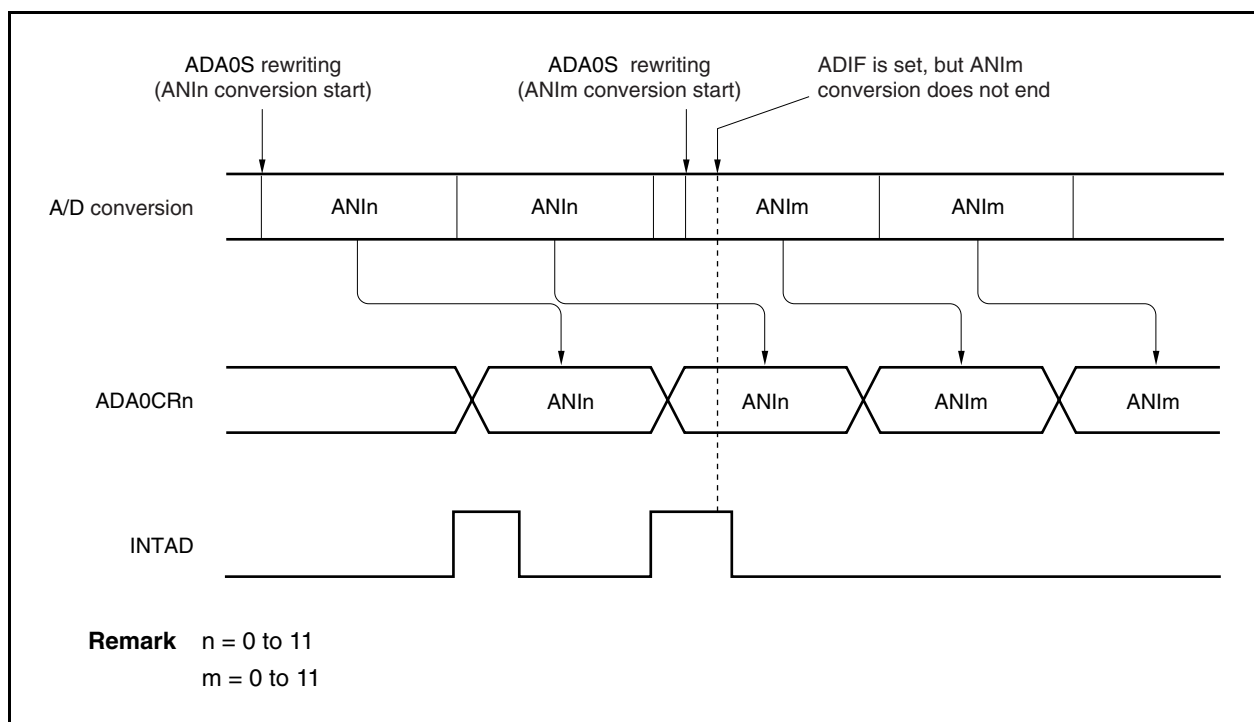 ADA0S rewriting
(ANIn conversion start)
ADA0S rewriting
(ANIm conversion start)
ADIF is set, but ANIm
conversion does not end
A/D conversion
ANIn
ANIn
ANIm
ANIm
ADA0CRn
ANIn
ANIn
ANIm
ANIm
INTAD
Remark n = 0 to 11
m = 0 to 11